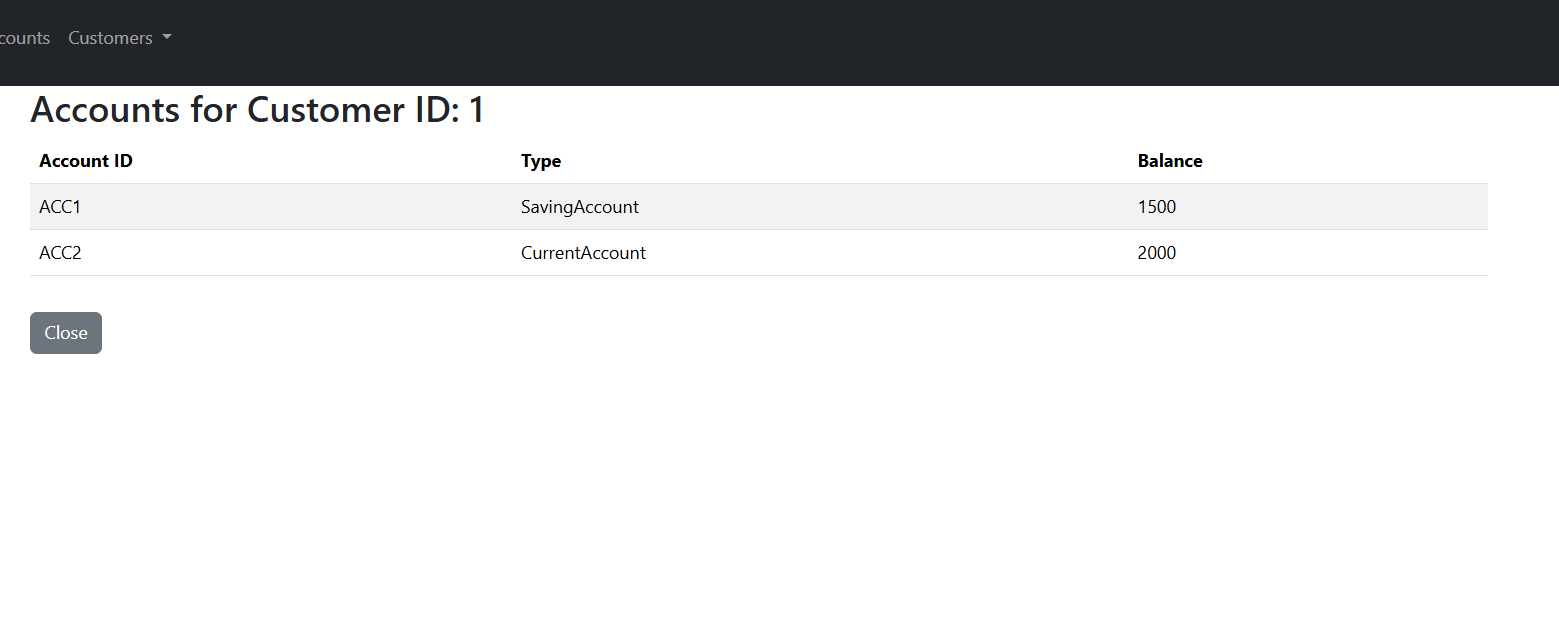 counts Customers
Accounts for Customer ID: 1
Account ID Type Balance
ACC1 SavingAccount 1500
ACC2 CurrentAccount 2000
Close